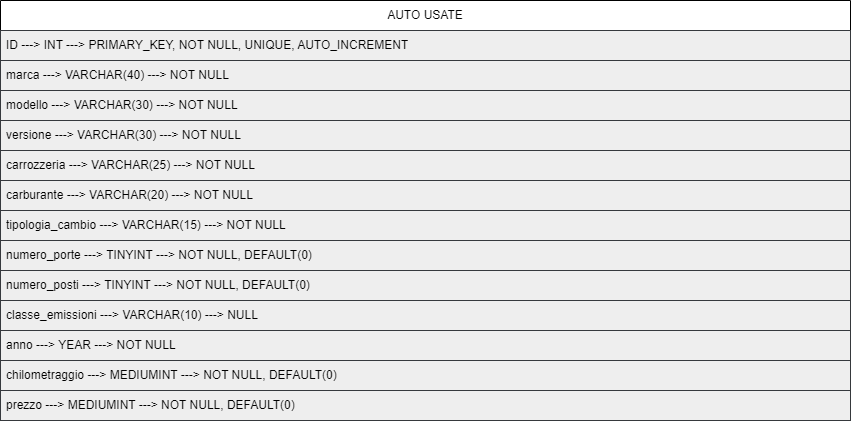 AUTO USATE
ID ---> INT ---> PRIMARY_KEY, NOT NULL, UNIQUE, AUTO_INCREMENT
marca ---> VARCHAR(40) ---> NOT NULL
modello ---> VARCHAR(30) ---> NOT NULL
versione ---> VARCHAR(30) ---> NOT NULL
carrozzeria ---> VARCHAR(25) ---> NOT NULL
carburante ---> VARCHAR(20) ---> NOT NULL
tipologia_cambio ---> VARCHAR(15) ---> NOT NULL
numero_porte ---> TINYINT ---> NOT NULL, DEFAULT(0)
numero_posti ---> TINYINT ---> NOT NULL, DEFAULT(0)
classe_emissioni ---> VARCHAR(10) ---> NULL
anno ---> YEAR ---> NOT NULL
chilometraggio ---> MEDIUMINT ---> NOT NULL, DEFAULT(0)
prezzo ---> MEDIUMINT ---> NOT NULL, DEFAULT(0)